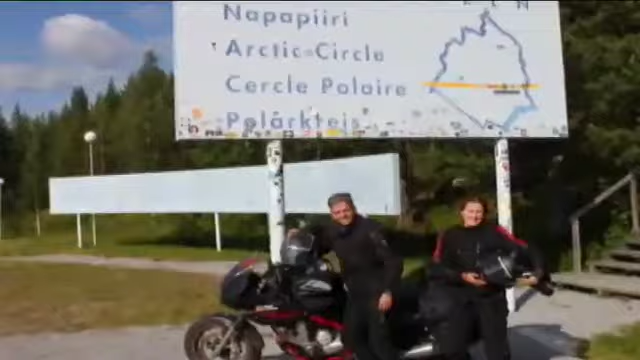 Napapiiri
Arctic-Circle
Cercle Polaire
Polarkreis